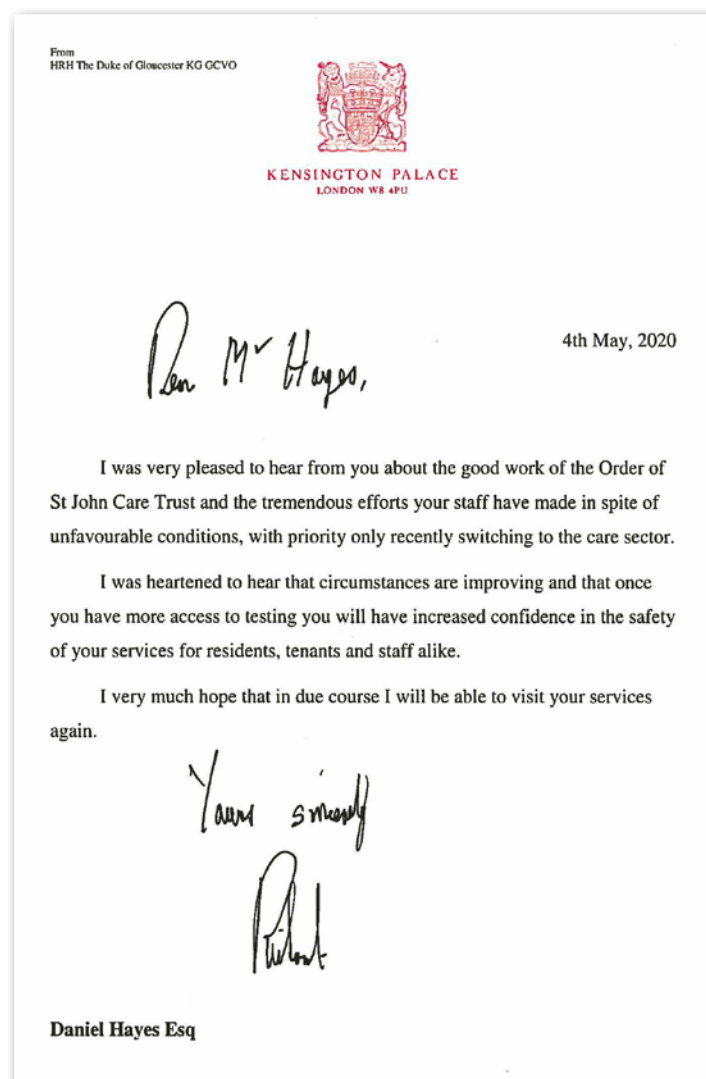 From
HRH The Duke of Gloucester KG GCVO
KENSINGTON PALACE
LONDON W8 4PU
4th May, 2020
Dear Mr Hayes,
I was very pleased to hear from you about the good work of the Order of
St John Care Trust and the tremendous efforts your staff have made in spite of
unfavourable conditions, with priority only recently switching to the care sector.
I was heartened to hear that circumstances are improving and that once
you have more access to testing you will have increased confidence in the safety
of your services for residents, tenants and staff alike.
I very much hope that in due course I will be able to visit your services
again.
Yours sincerely
Richard
Daniel Hayes Esq